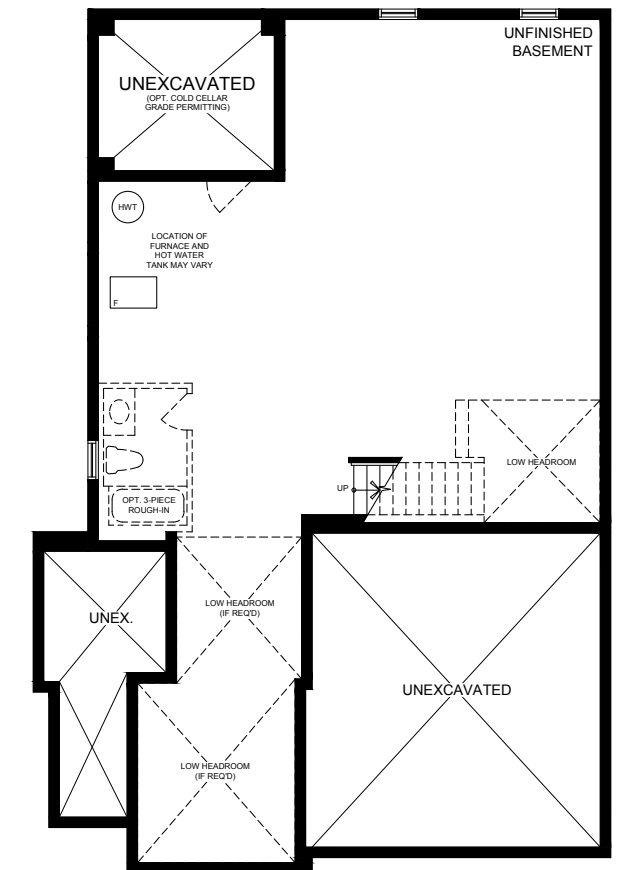 UNFINISHED
BASEMENT
UNEXCAVATED
(OPT. COLD CELLAR
GRADE PERMITTING)
HWT
LOCATION OF
FURNACE AND
HOT WATER
TANK MAY VARY
F
LOW HEADROOM
UP
OPT. 3-PIECE
ROUGH-IN
LOW HEADROOM
(IF REQ'D)
UNEX.
UNEXCAVATED
LOW HEADROOM
(IF REQ'D)